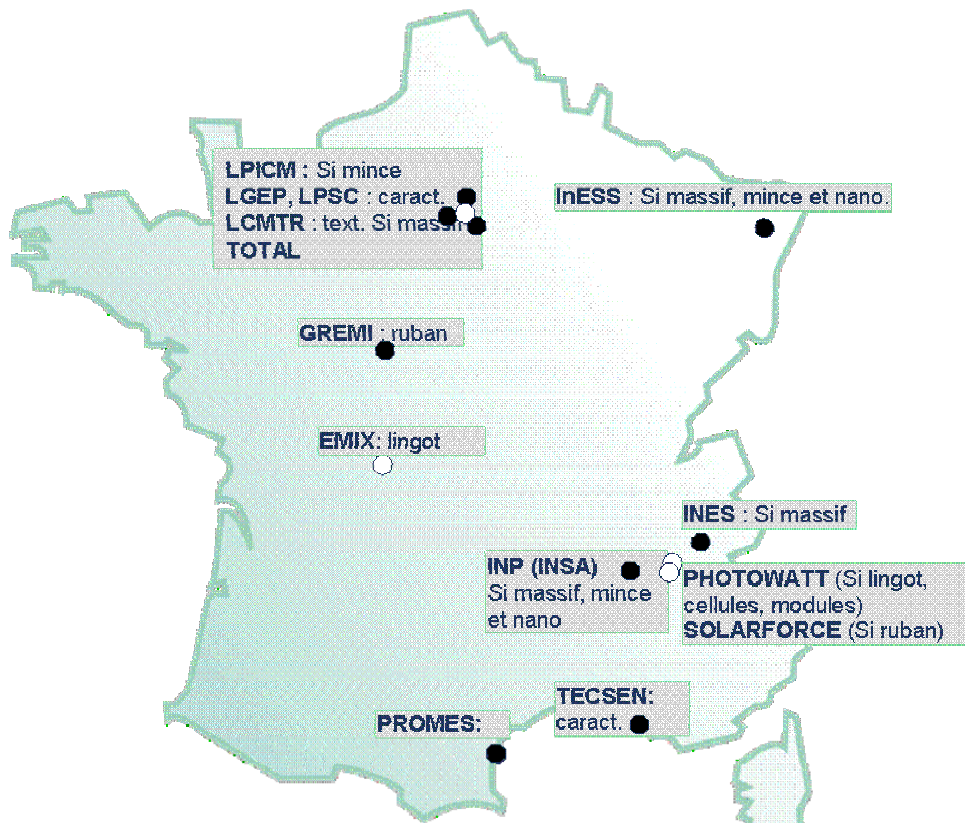 LPICM : Si mince
LGEP, LPSC : caract.
LCMTR : text. Si massif
TOTAL
InESS : Si massif, mince et nano.
GREMI : ruban
EMIX: lingot
INES : Si massif
INP (INSA)
Si massif, mince
et nano
PHOTOWATT (Si lingot,
cellules, modules)
SOLARFORCE (Si ruban)
TECSEN:
caract.
PROMES: